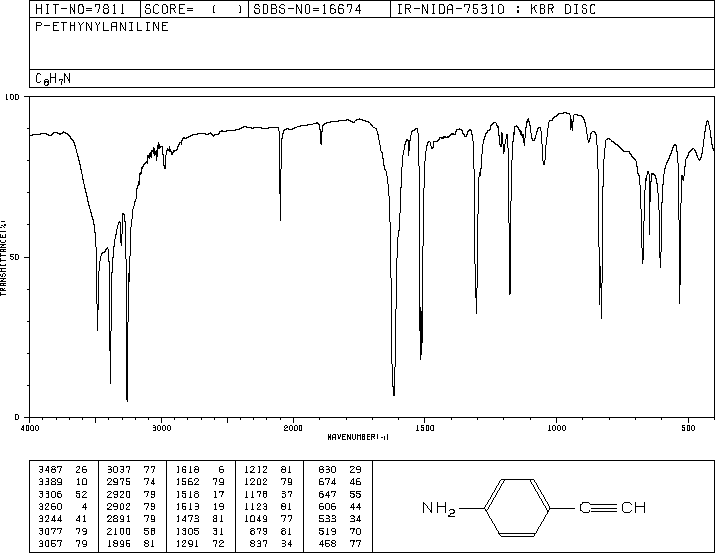 HIT-NO=7811 SCORE= ( ) SDBS-NO=16674 IR-NIDA-75310 : KBR DISC
P-ETHYNYLANILINE
C8H7N
100
50
0
TRANSMITTANCE(%)
4000 3000 2000 1500 1000 500
WAVENUMBER(-1)
3487 26 3037 77 1618 6 1212 81 830 29
3389 10 2975 74 1562 79 1202 79 674 46
3306 52 2920 79 1518 17 1178 37 647 55
3260 4 2902 79 1513 19 1123 81 606 44
3244 41 2891 79 1473 81 1049 77 533 34
3077 79 2100 58 1305 31 879 81 519 70
3067 79 1896 81 1291 72 837 34 458 77
NH2 C CH